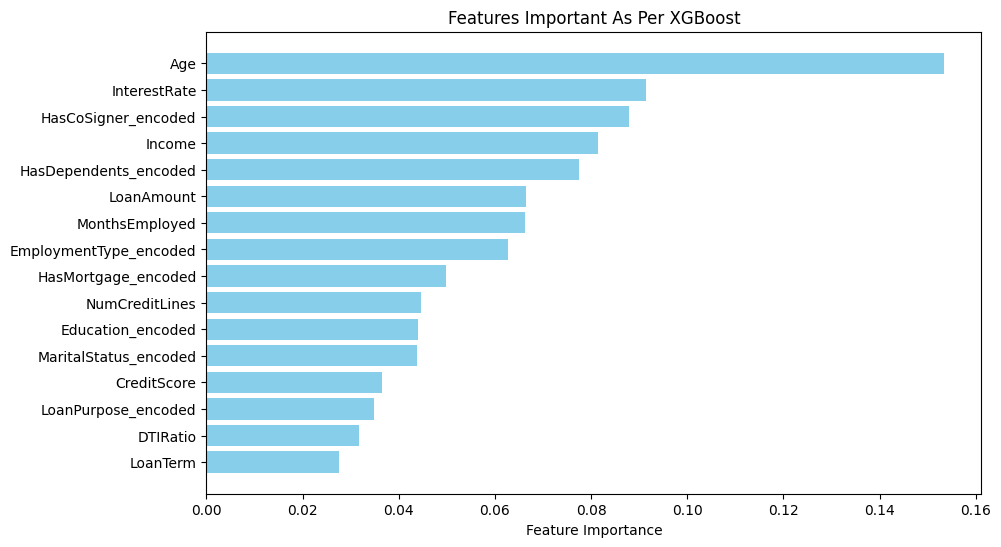 Features Important As Per XGBoost
Age
InterestRate
HasCoSigner_encoded
Income
HasDependents_encoded
LoanAmount
MonthsEmployed
EmploymentType_encoded
HasMortgage_encoded
NumCreditLines
Education_encoded
MaritalStatus_encoded
CreditScore
LoanPurpose_encoded
DTIRatio
LoanTerm
0.00 0.02 0.04 0.06 0.08 0.10 0.12 0.14 0.16
Feature Importance